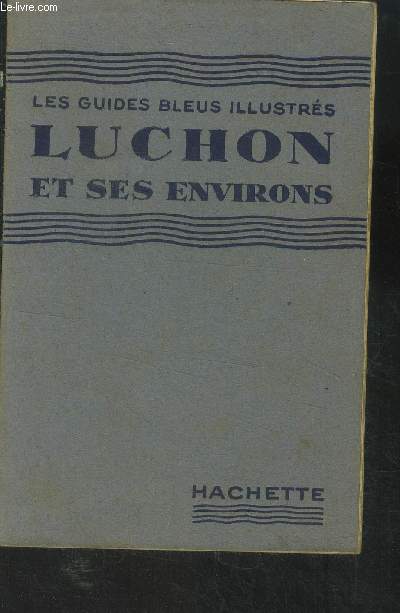 Le-livre.com
LES GUIDES BLEUS ILLUSTRÉS
LUCHON
ET SES ENVIRONS
HACHETTE